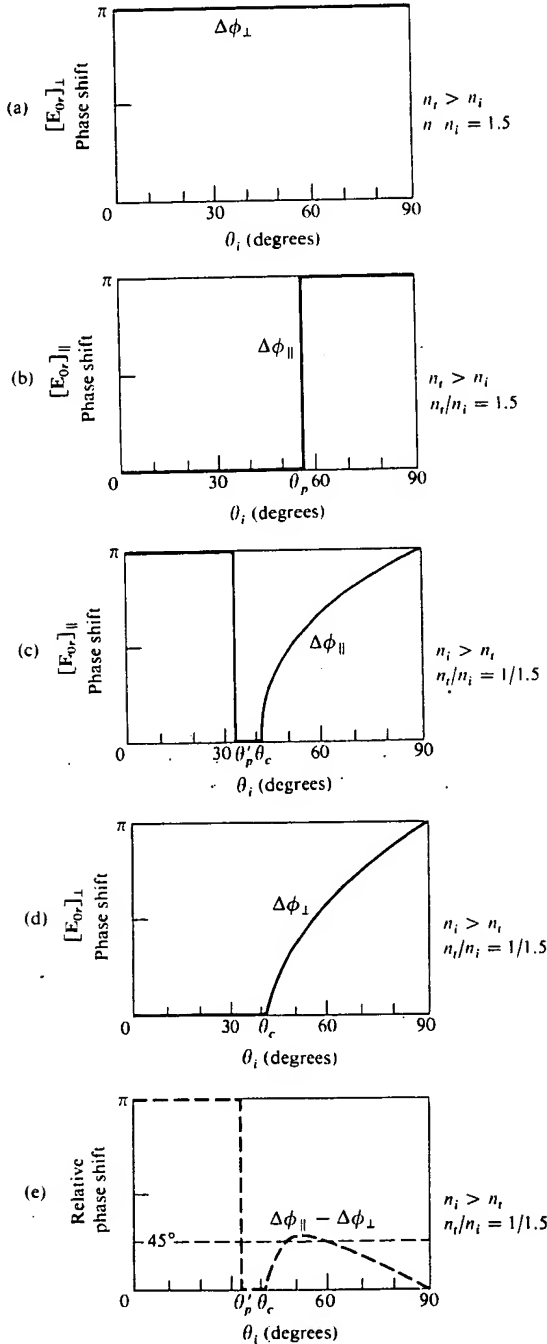 π
Δϕ⊥
(a)
[E₀ᵣ]⊥
Phase shift
nₜ > nᵢ
n nᵢ = 1.5
0 30 60 90
θᵢ (degrees)
π
Δϕ∥
(b)
[E₀ᵣ]∥
Phase shift
nₜ > nᵢ
nₜ/nᵢ = 1.5
0 30 θₚ 60 90
θᵢ (degrees)
π
Δϕ∥
(c)
[E₀ᵣ]∥
Phase shift
nᵢ > nₜ
nₜ/nᵢ = 1/1.5
0 30 θ′ₚ θ_c 60 90
θᵢ (degrees)
π
Δϕ⊥
(d)
[E₀ᵣ]⊥
Phase shift
nᵢ > nₜ
nₜ/nᵢ = 1/1.5
0 30 θ_c 60 90
θᵢ (degrees)
π
(e)
Relative
phase shift
Δϕ∥ − Δϕ⊥
45°
nᵢ > nₜ
nₜ/nᵢ = 1/1.5
0 30 θ′ₚ θ_c 60 90
θᵢ (degrees)